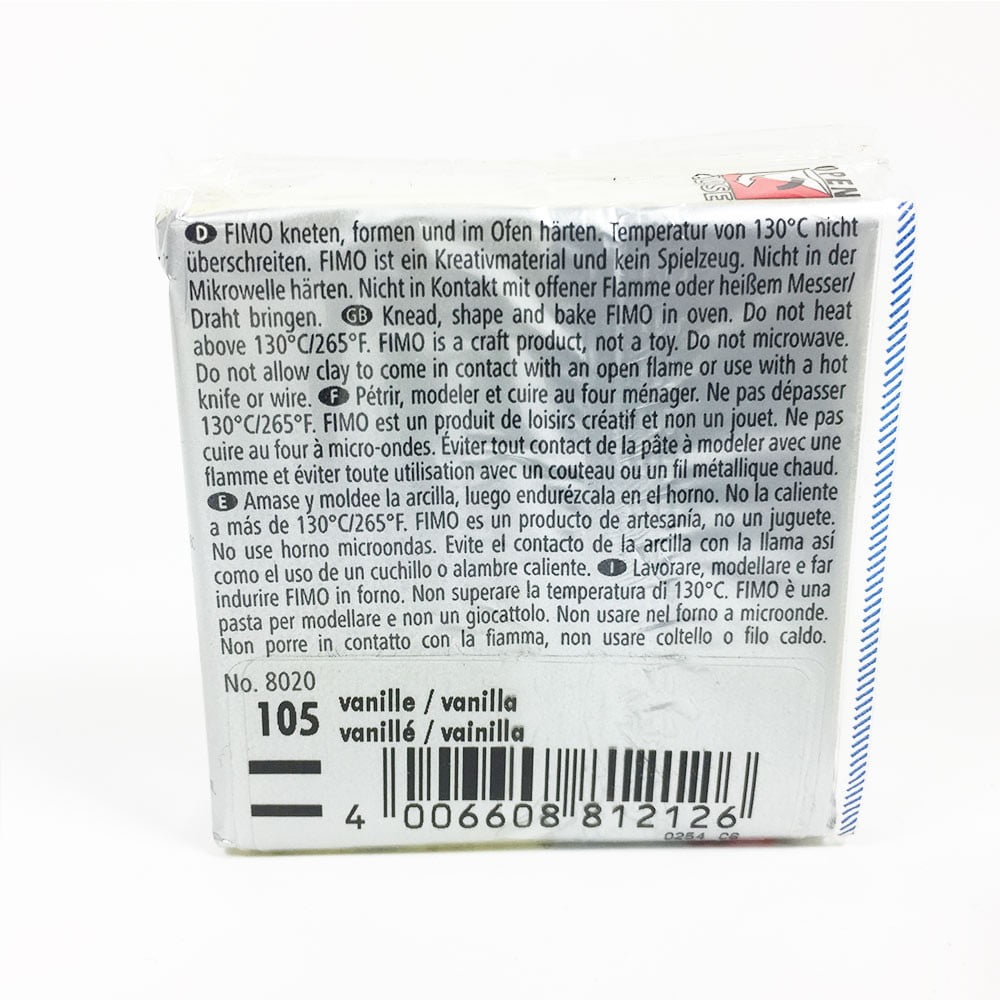 OPEN
CLOSE
D FIMO kneten, formen und im Ofen härten. Temperatur von 130°C nicht
überschreiten. FIMO ist ein Kreativmaterial und kein Spielzeug. Nicht in der
Mikrowelle härten. Nicht in Kontakt mit offener Flamme oder heißem Messer/
Draht bringen. GB Knead, shape and bake FIMO in oven. Do not heat
above 130°C/265°F. FIMO is a craft product, not a toy. Do not microwave.
Do not allow clay to come in contact with an open flame or use with a hot
knife or wire. F Pétrir, modeler et cuire au four ménager. Ne pas dépasser
130°C/265°F. FIMO est un produit de loisirs créatif et non un jouet. Ne pas
cuire au four à micro-ondes. Éviter tout contact de la pâte à modeler avec une
flamme et éviter toute utilisation avec un couteau ou un fil métallique chaud.
E Amase y moldee la arcilla, luego endurézcala en el horno. No la caliente
a más de 130°C/265°F. FIMO es un producto de artesanía, no un juguete.
No use horno microondas. Evite el contacto de la arcilla con la llama así
como el uso de un cuchillo o alambre caliente. I Lavorare, modellare e far
indurire FIMO in forno. Non superare la temperatura di 130°C. FIMO è una
pasta per modellare e non un giocattolo. Non usare nel forno a microonde.
Non porre in contatto con la fiamma, non usare coltello o filo caldo.
No. 8020
105 vanille / vanilla
vanillé / vainilla
4 006608 812126
0254 C6